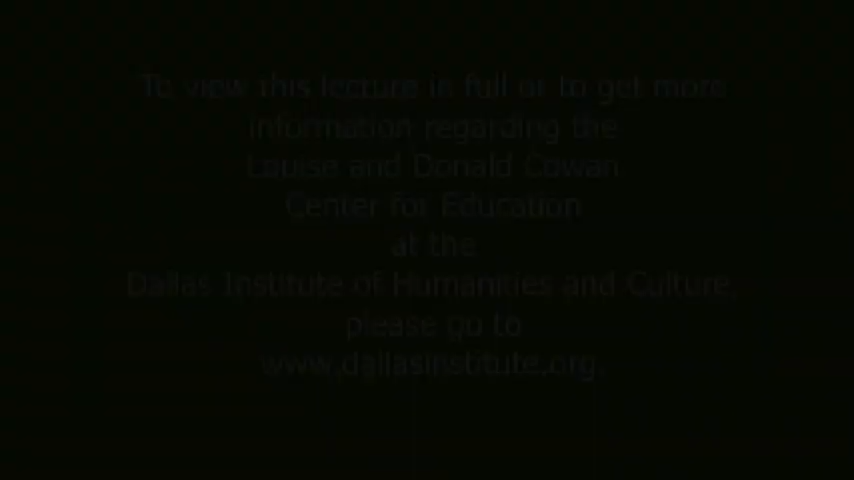 To view this lecture in full or to get more
information regarding the
Louise and Donald Cowan
Center for Education
at the
Dallas Institute of Humanities and Culture,
please go to
www.dallasinstitute.org.